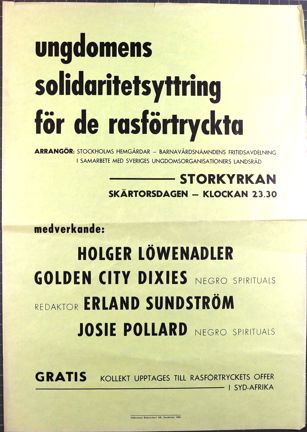 ungdomens
solidaritetsyttring
för de rasförtryckta
ARRANGÖR: STOCKHOLMS HEMGÅRDAR – BARNAVÅRDSNÄMNDENS FRITIDSAVDELNING
I SAMARBETE MED SVERIGES UNGDOMSORGANISATIONERS LANDSRÅD
STORKYRKAN
SKÄRTORSDAGEN – KLOCKAN 23.30
medverkande:
HOLGER LÖWENADLER
GOLDEN CITY DIXIES NEGRO SPIRITUALS
REDAKTOR ERLAND SUNDSTRÖM
JOSIE POLLARD NEGRO SPIRITUALS
GRATIS KOLLEKT UPPTAGES TILL RASFÖRTRYCKETS OFFER
I SYD-AFRIKA